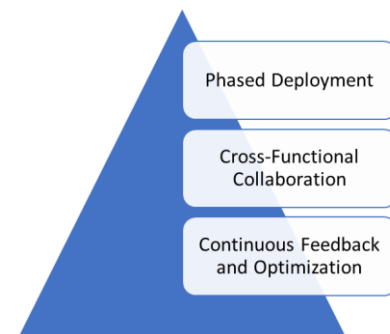 Phased Deployment
Cross-Functional
Collaboration
Continuous Feedback
and Optimization